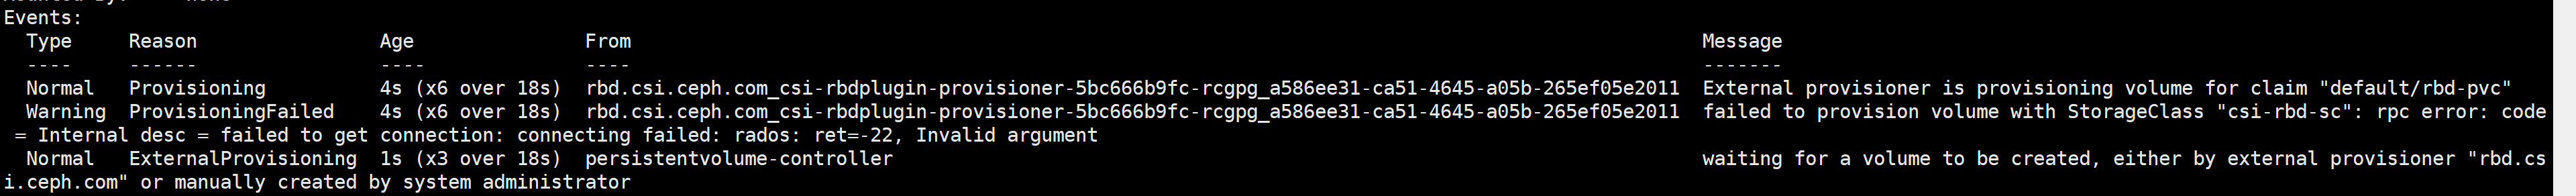 Events:
  Type     Reason                Age                From                                                                                              Message
  ----     ------                ----               ----                                                                                              -------
  Normal   Provisioning          4s (x6 over 18s)  rbd.csi.ceph.com_csi-rbdplugin-provisioner-5bc666b9fc-rcgpg_a586ee31-ca51-4645-a05b-265ef05e2011  External provisioner is provisioning volume for claim "default/rbd-pvc"
  Warning  ProvisioningFailed    4s (x6 over 18s)  rbd.csi.ceph.com_csi-rbdplugin-provisioner-5bc666b9fc-rcgpg_a586ee31-ca51-4645-a05b-265ef05e2011  failed to provision volume with StorageClass "csi-rbd-sc": rpc error: code
 = Internal desc = failed to get connection: connecting failed: rados: ret=-22, Invalid argument
  Normal   ExternalProvisioning  1s (x3 over 18s)  persistentvolume-controller                                                                       waiting for a volume to be created, either by external provisioner "rbd.cs
i.ceph.com" or manually created by system administrator